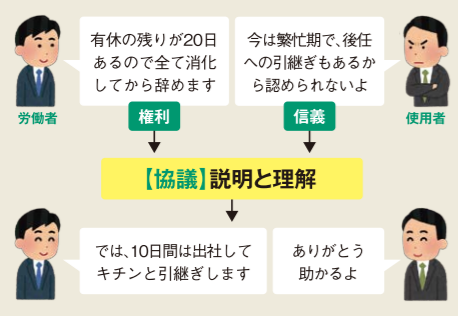 有休の残りが20日
あるので全て消化
してから辞めます
今は繁忙期で、後任
への引継ぎもあるか
ら認められないよ
労働者
権利
信義
使用者
【協議】説明と理解
では、10日間は出社して
キチンと引継ぎします
ありがとう
助かるよ